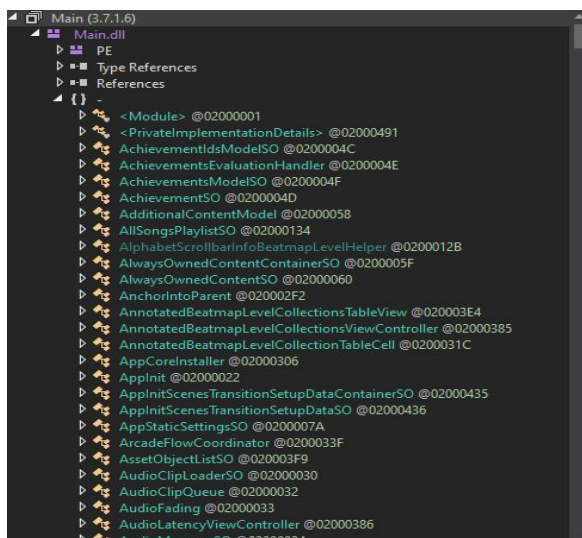 Main (3.7.1.6)
Main.dll
PE
Type References
References
{ } -
<Module> @02000001
<PrivateImplementationDetails> @02000491
AchievementIdsModelSO @0200004C
AchievementsEvaluationHandler @0200004E
AchievementsModelSO @0200004F
AchievementSO @0200004D
AdditionalContentModel @02000058
AllSongsPlaylistSO @02000134
AlphabetScrollbarInfoBeatmapLevelHelper @0200012B
AlwaysOwnedContentContainerSO @0200005F
AlwaysOwnedContentSO @02000060
AnchorIntoParent @020002F2
AnnotatedBeatmapLevelCollectionsTableView @020003E4
AnnotatedBeatmapLevelCollectionsViewController @02000385
AnnotatedBeatmapLevelCollectionTableCell @0200031C
AppCoreInstaller @02000306
AppInit @02000022
AppInitScenesTransitionSetupDataContainerSO @02000435
AppInitScenesTransitionSetupDataSO @02000436
AppStaticSettingsSO @0200007A
ArcadeFlowCoordinator @0200033F
AssetObjectListSO @020003F9
AudioClipLoaderSO @02000030
AudioClipQueue @02000032
AudioFading @02000033
AudioLatencyViewController @02000386